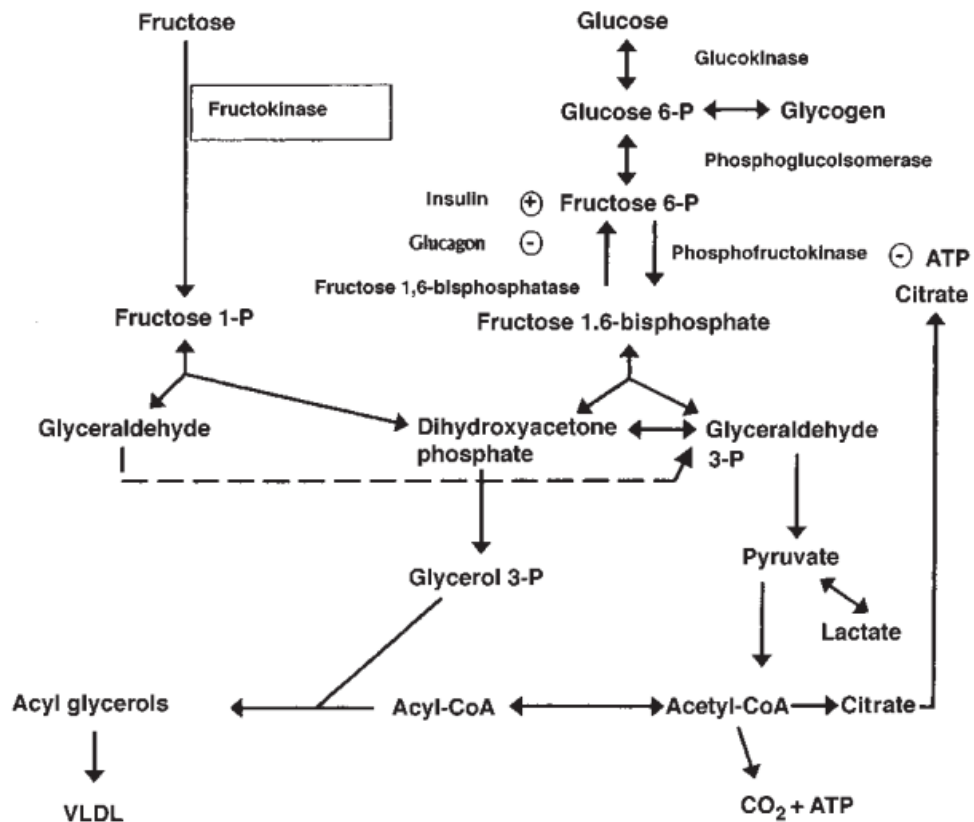 Fructose
Glucose
Glucokinase
Fructokinase
Glucose 6-P
Glycogen
Phosphoglucolsomerase
Insulin
+
Fructose 6-P
Glucagon
-
Phosphofructokinase
-
ATP
Citrate
Fructose 1,6-bisphosphatase
Fructose 1-P
Fructose 1.6-bisphosphate
Glyceraldehyde
Dihydroxyacetone
phosphate
Glyceraldehyde
3-P
Pyruvate
Glycerol 3-P
Lactate
Acyl glycerols
Acyl-CoA
Acetyl-CoA
Citrate
VLDL
CO₂ + ATP